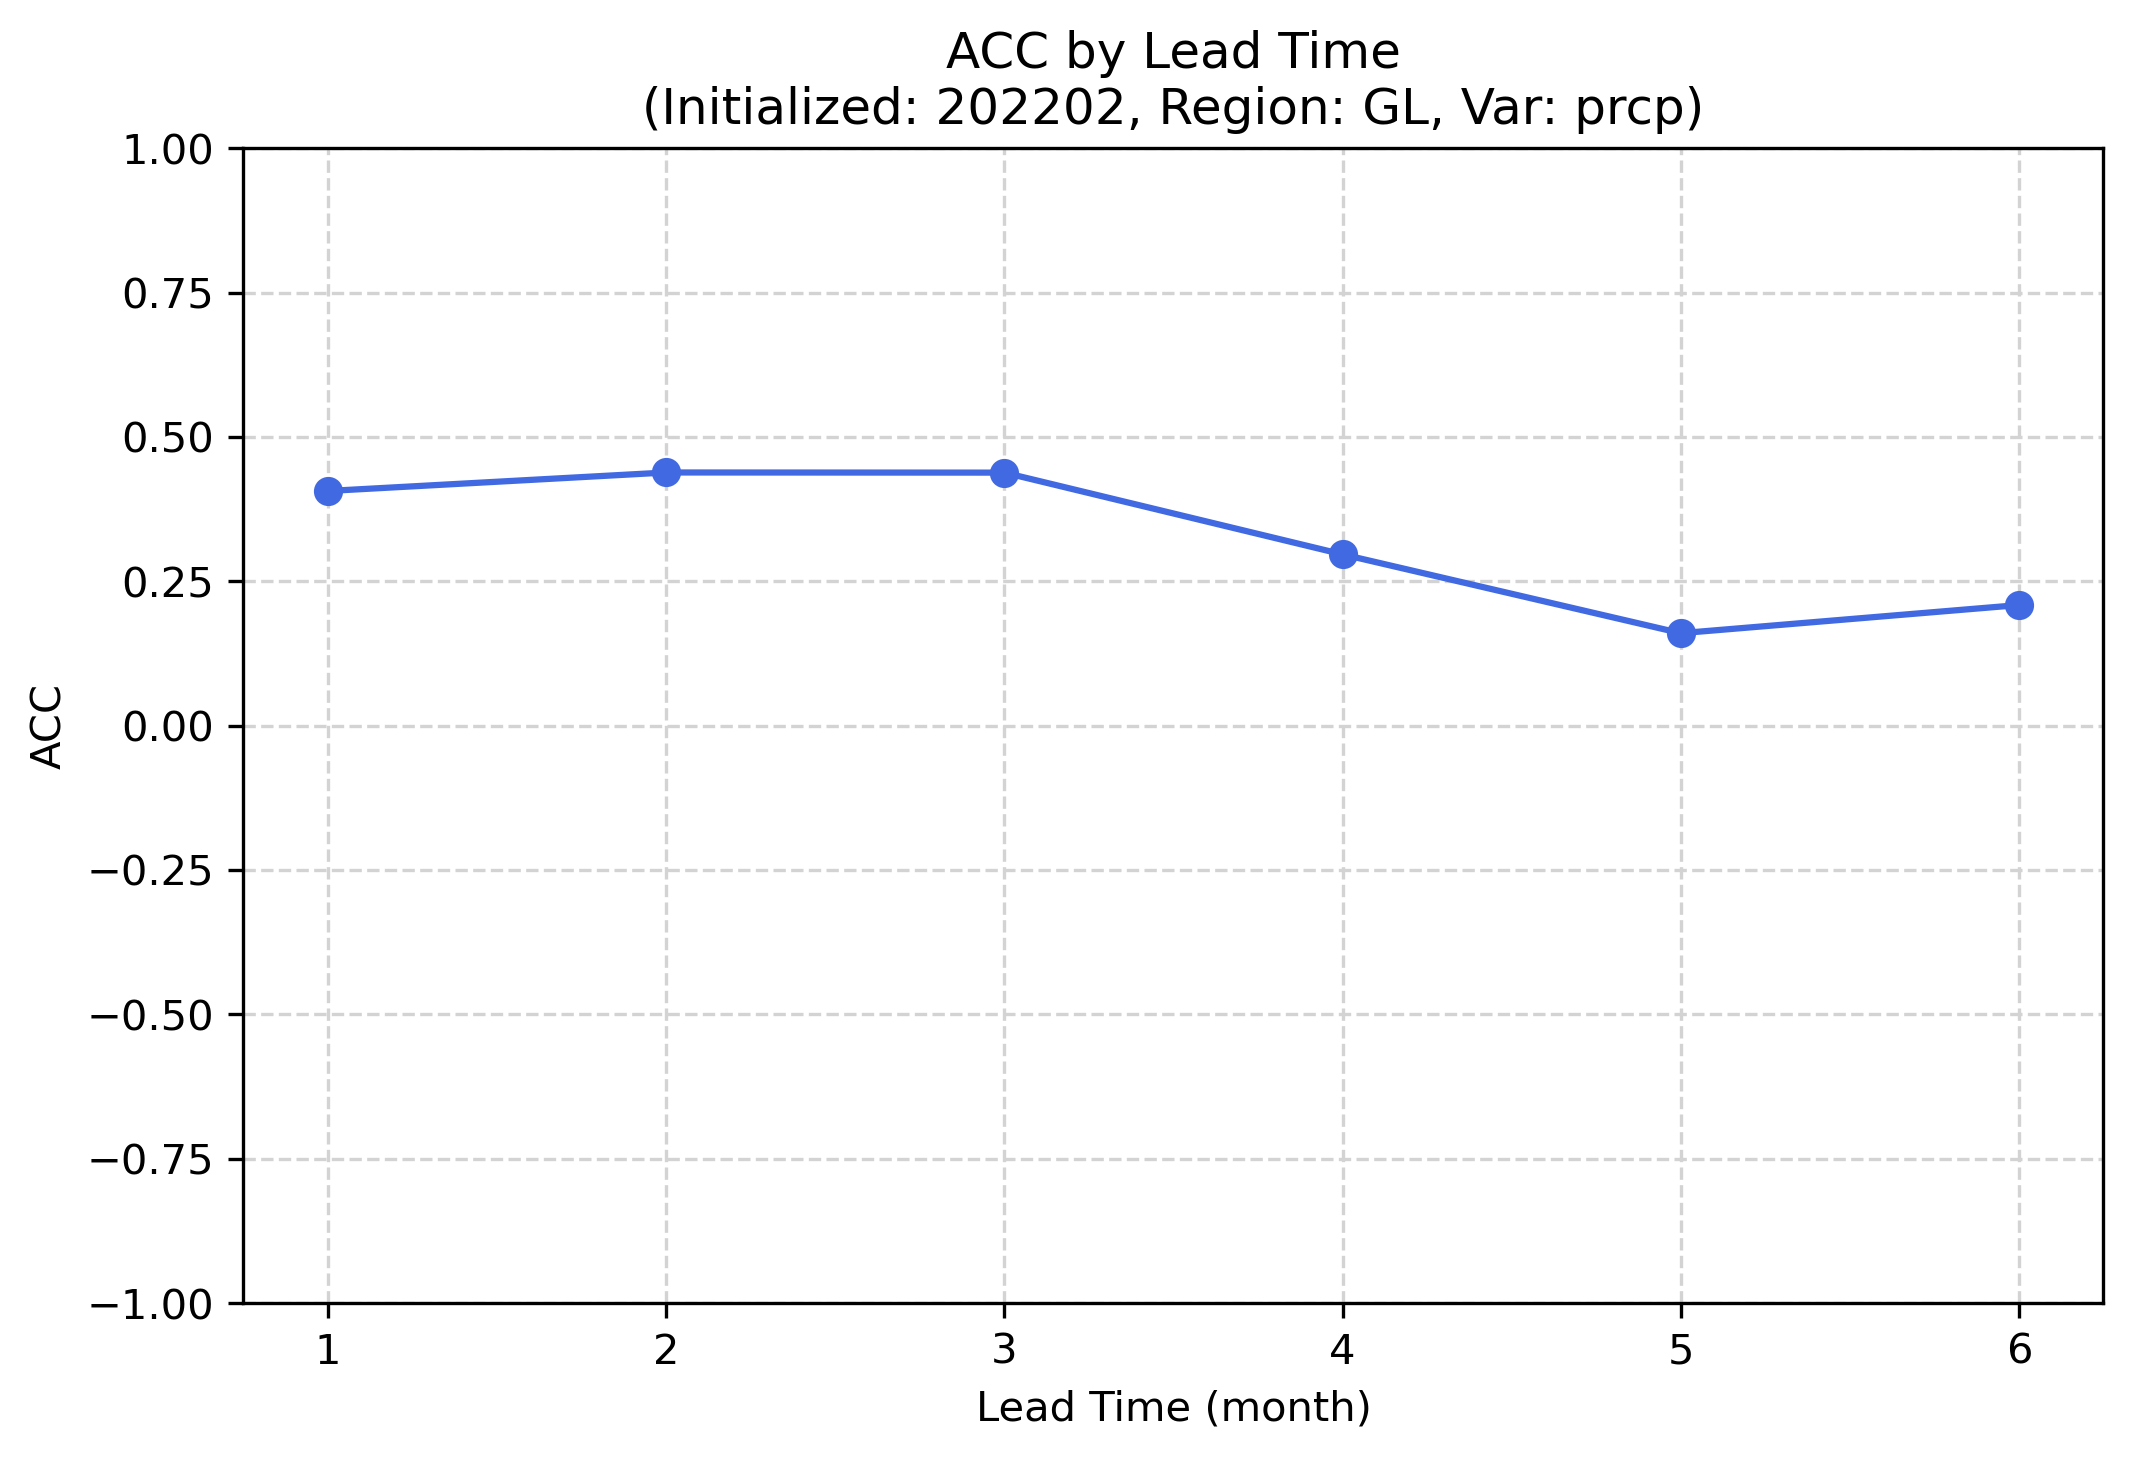 ACC by Lead Time
(Initialized: 202202, Region: GL, Var: prcp)
1.00
0.75
0.50
0.25
0.00
−0.25
−0.50
−0.75
−1.00
ACC
1 2 3 4 5 6
Lead Time (month)